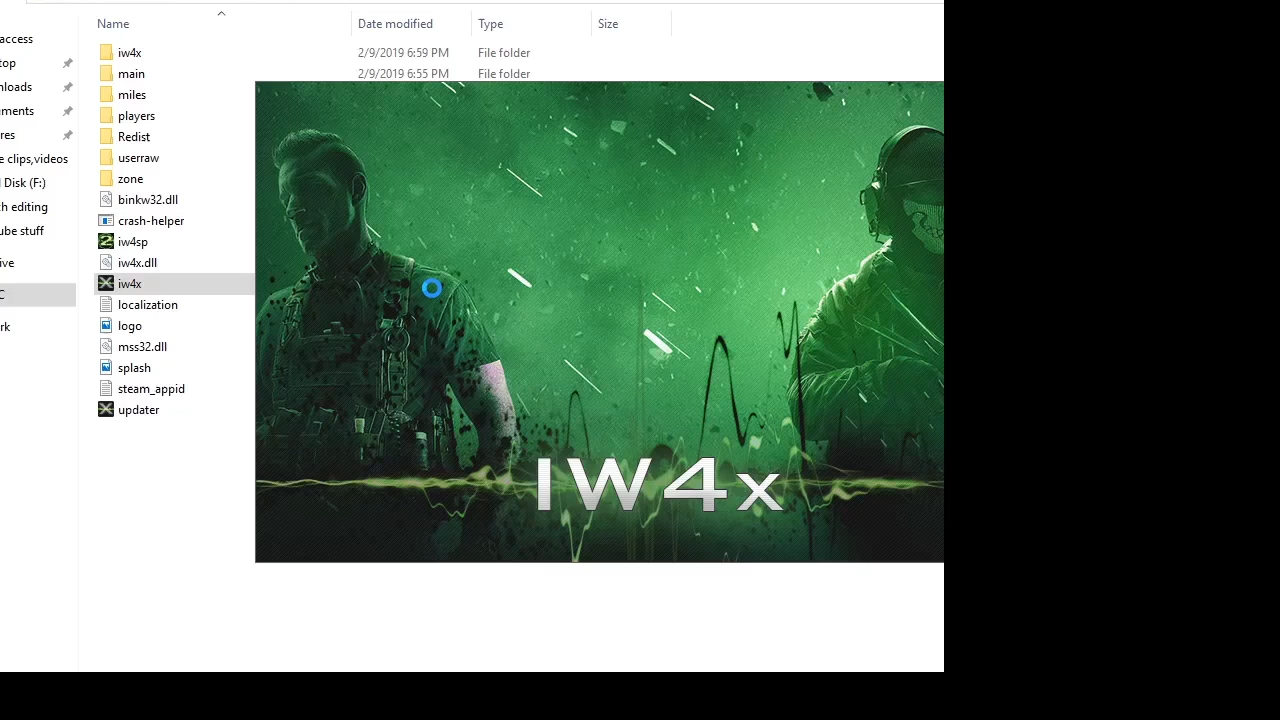 Name Date modified Type Size
access
top
nloads
uments
res
e clips,videos
l Disk (F:)
ch editing
ube stuff
ive
C
rk
iw4x 2/9/2019 6:59 PM File folder
main 2/9/2019 6:55 PM File folder
miles
players
Redist
userraw
zone
binkw32.dll
crash-helper
iw4sp
iw4x.dll
iw4x
localization
logo
mss32.dll
splash
steam_appid
updater
IW4x